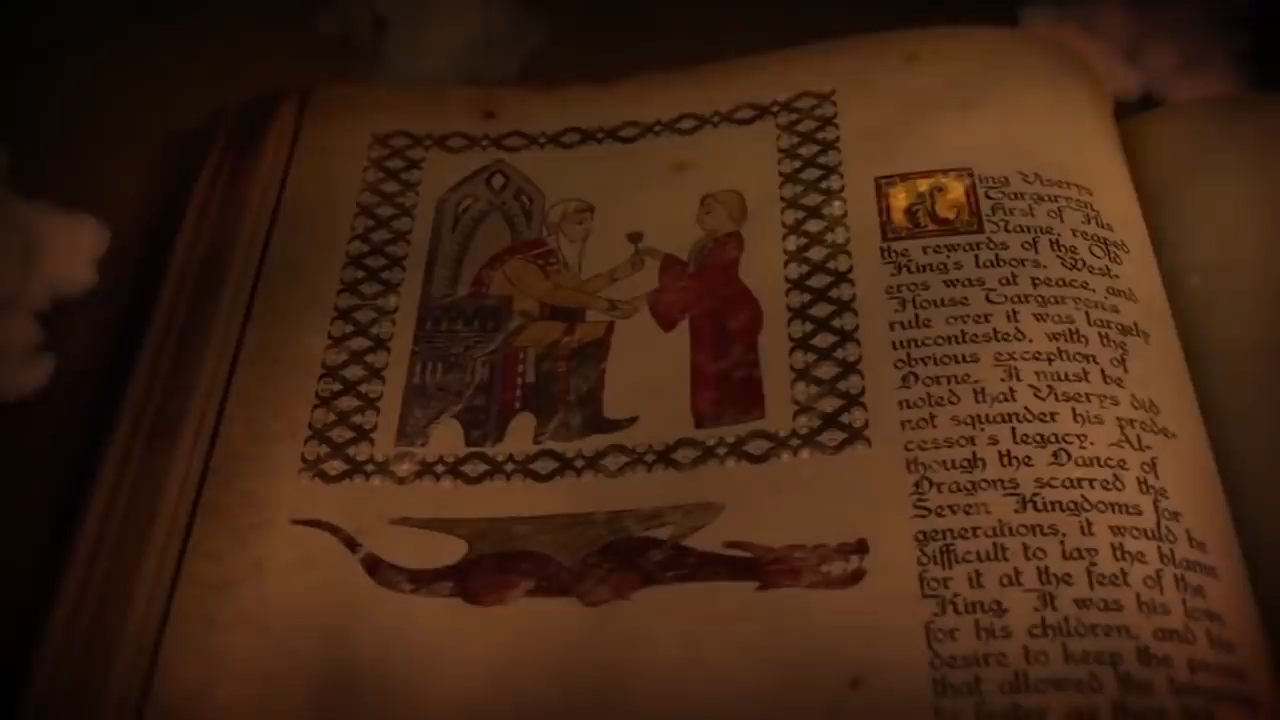 King Viserys
Targaryen,
First of His
Name, reaped
the rewards of the Old
King's labors. West-
eros was at peace, and
House Targaryen's
rule over it was largely
uncontested, with the
obvious exception of
Dorne. It must be
noted that Viserys did
not squander his prede-
cessor's legacy. Al-
though the Dance of
Dragons scarred the
Seven Kingdoms for
generations, it would be
difficult to lay the blame
for it at the feet of the
King. It was his love
for his children, and his
desire to keep the
that allowed the